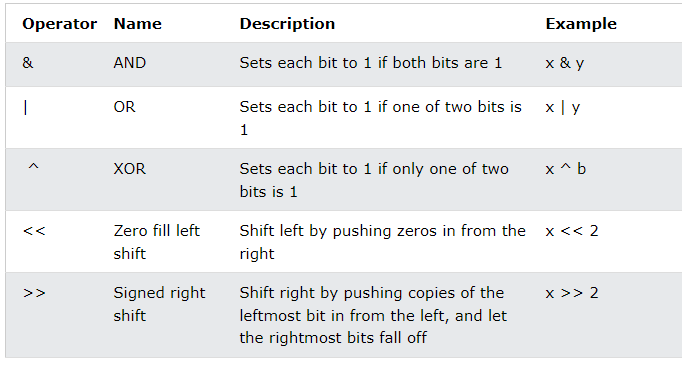 Operator Name Description Example
& AND Sets each bit to 1 if both bits are 1 x & y
| OR Sets each bit to 1 if one of two bits is x | y
1
^ XOR Sets each bit to 1 if only one of two x ^ b
bits is 1
<< Zero fill left Shift left by pushing zeros in from the x << 2
shift right
>> Signed right Shift right by pushing copies of the x >> 2
shift leftmost bit in from the left, and let
the rightmost bits fall off